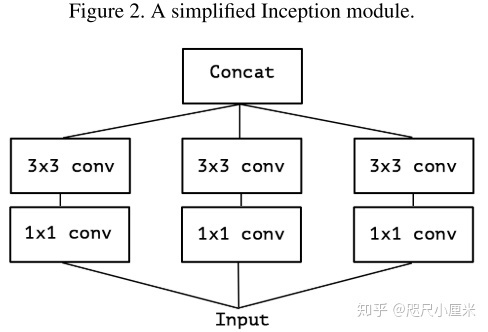 Figure 2. A simplified Inception module.
Concat
3x3 conv 3x3 conv 3x3 conv
1x1 conv 1x1 conv 1x1 conv
Input
知乎 @咫尺小厘米